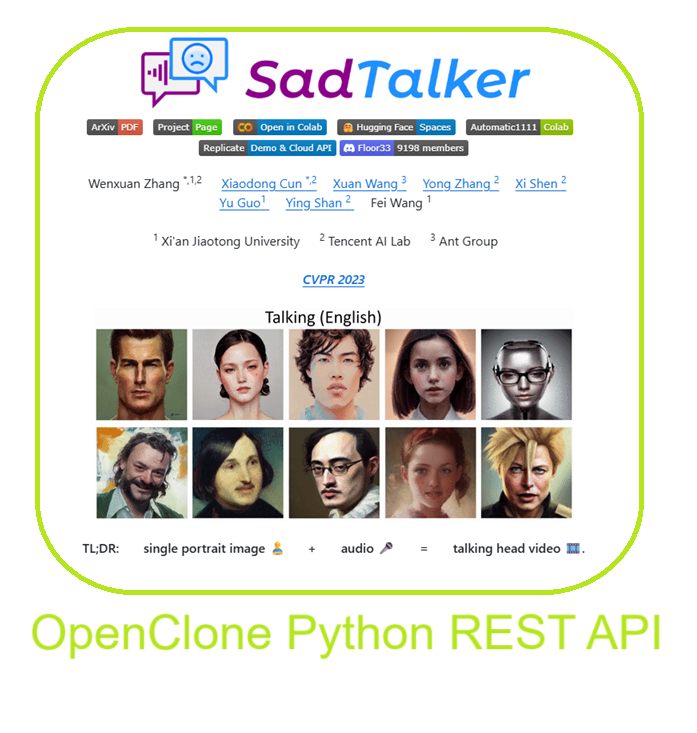 SadTalker
ArXiv PDF Project Page Open in Colab Hugging Face Spaces Automatic1111 Colab
Replicate Demo & Cloud API Floor33 9198 members
Wenxuan Zhang *,1,2 Xiaodong Cun *,2 Xuan Wang 3 Yong Zhang 2 Xi Shen 2
Yu Guo1 Ying Shan 2 Fei Wang 1
1 Xi'an Jiaotong University 2 Tencent AI Lab 3 Ant Group
CVPR 2023
Talking (English)
TL;DR: single portrait image + audio = talking head video .
OpenClone Python REST API